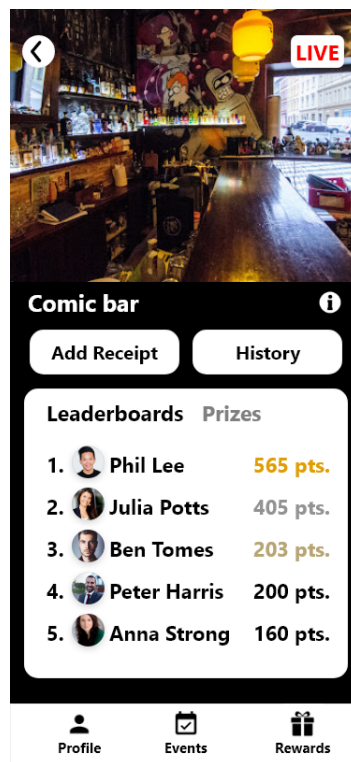 LIVE
Comic bar
Add Receipt History
Leaderboards Prizes
1. Phil Lee 565 pts.
2. Julia Potts 405 pts.
3. Ben Tomes 203 pts.
4. Peter Harris 200 pts.
5. Anna Strong 160 pts.
Profile Events Rewards